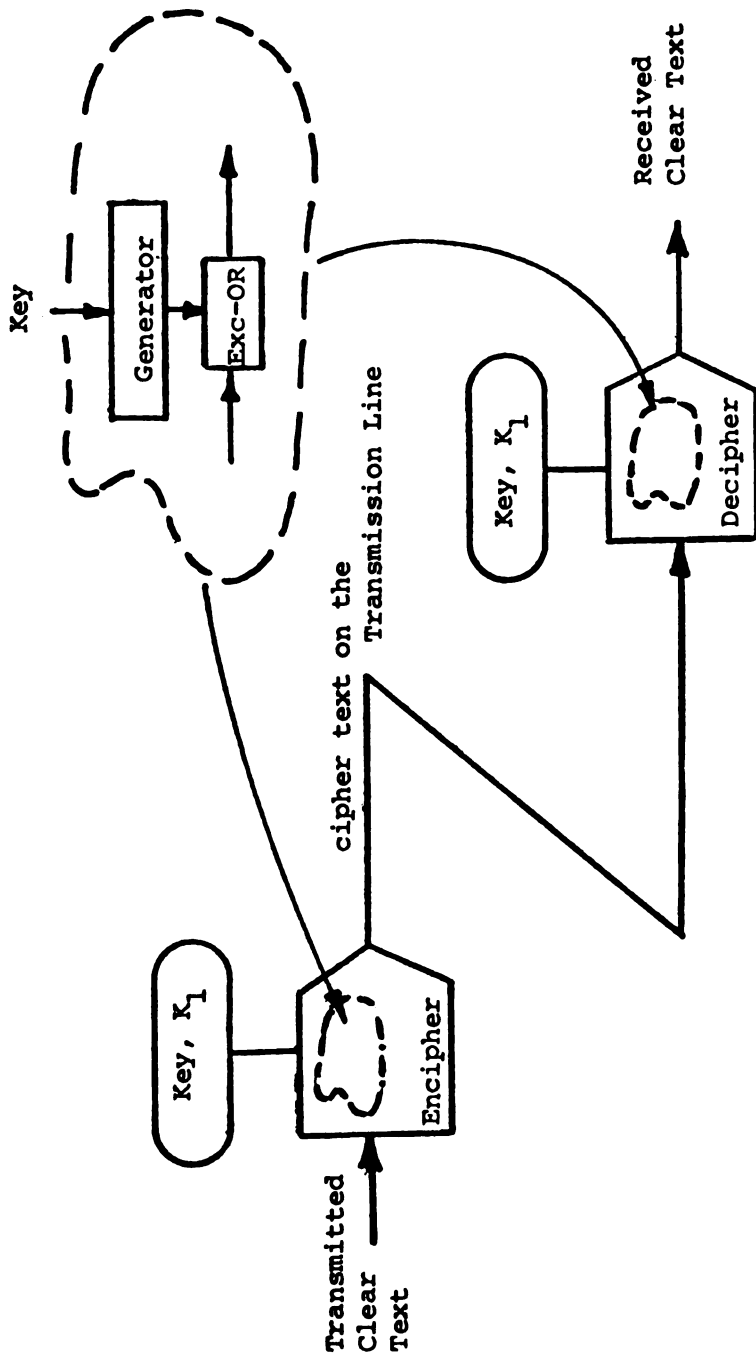 Key
Generator
Exc-OR
Key, K1
Encipher
Transmitted
Clear
Text
cipher text on the
Transmission Line
Key, K1
Decipher
Received
Clear Text